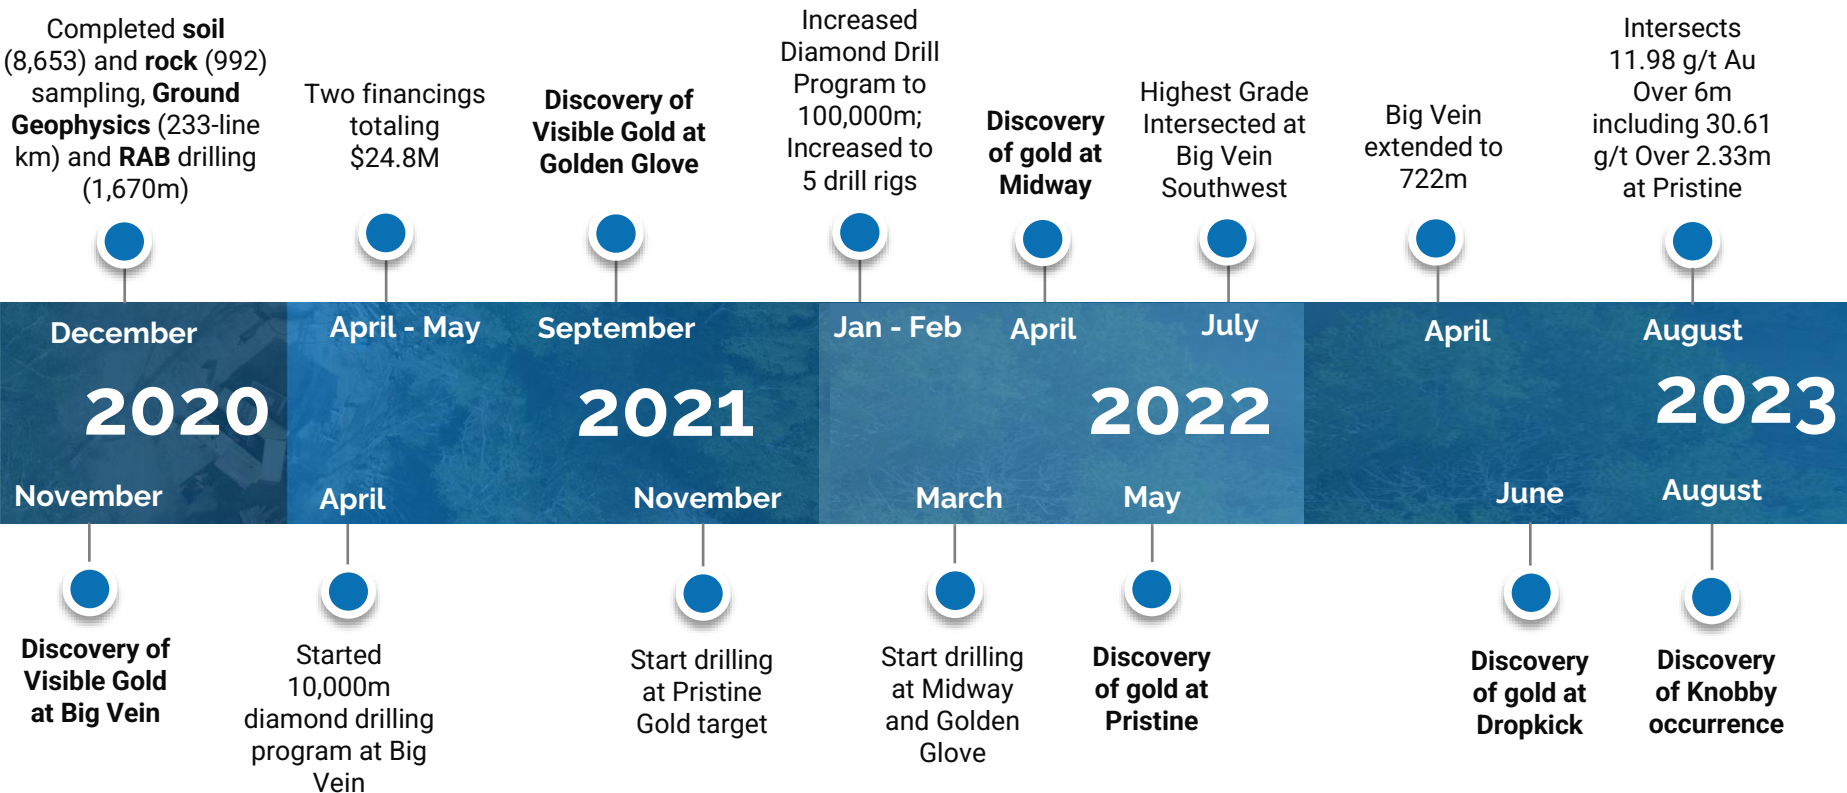 Completed soil
(8,653) and rock (992)
sampling, Ground
Geophysics (233-line
km) and RAB drilling
(1,670m)
Two financings
totaling
$24.8M
Discovery of
Visible Gold at
Golden Glove
Increased
Diamond Drill
Program to
100,000m;
Increased to
5 drill rigs
Discovery
of gold at
Midway
Highest Grade
Intersected at
Big Vein
Southwest
Big Vein
extended to
722m
Intersects
11.98 g/t Au
Over 6m
including 30.61
g/t Over 2.33m
at Pristine
December
April - May
September
Jan - Feb
April
July
April
August
2020
2021
2022
2023
November
April
November
March
May
June
August
Discovery of
Visible Gold
at Big Vein
Started
10,000m
diamond drilling
program at Big
Vein
Start drilling
at Pristine
Gold target
Start drilling
at Midway
and Golden
Glove
Discovery
of gold at
Pristine
Discovery
of gold at
Dropkick
Discovery
of Knobby
occurrence